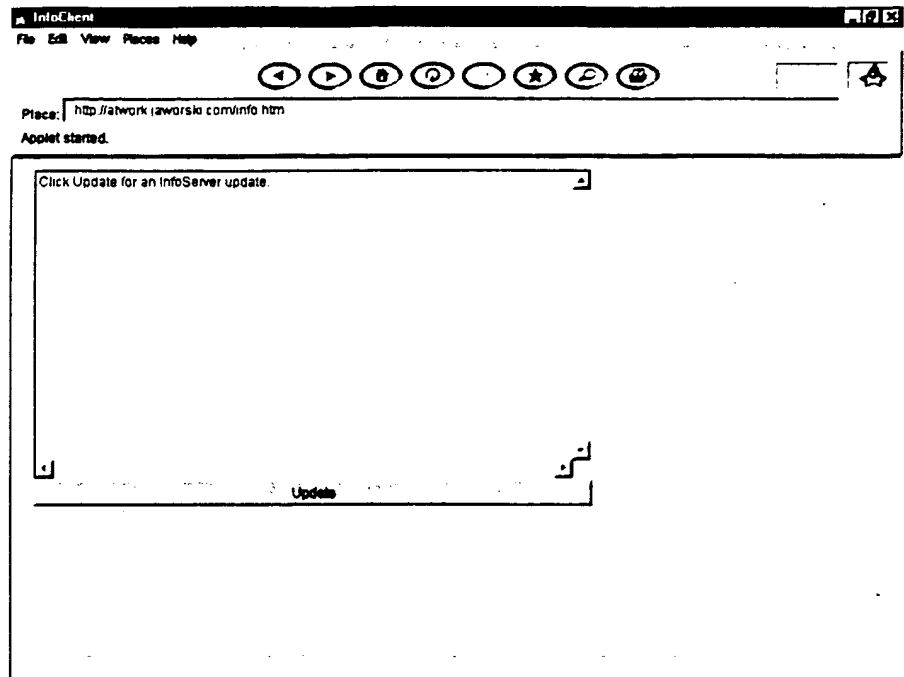 InfoClient
File Edit View Places Help
Place: http://atwork.jaworski.com/info.htm
Applet started.
Click Update for an InfoServer update.
Update